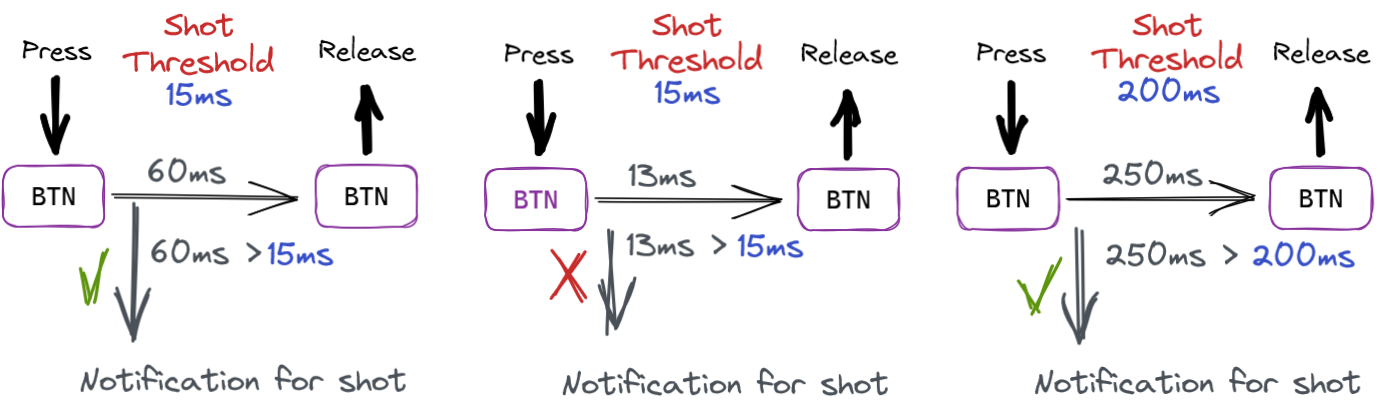 Press
Shot
Threshold
15ms
Release
BTN
60ms
BTN
60ms > 15ms
Notification for shot
Press
Shot
Threshold
15ms
Release
BTN
13ms
BTN
13ms > 15ms
Notification for shot
Press
Shot
Threshold
200ms
Release
BTN
250ms
BTN
250ms > 200ms
Notification for shot